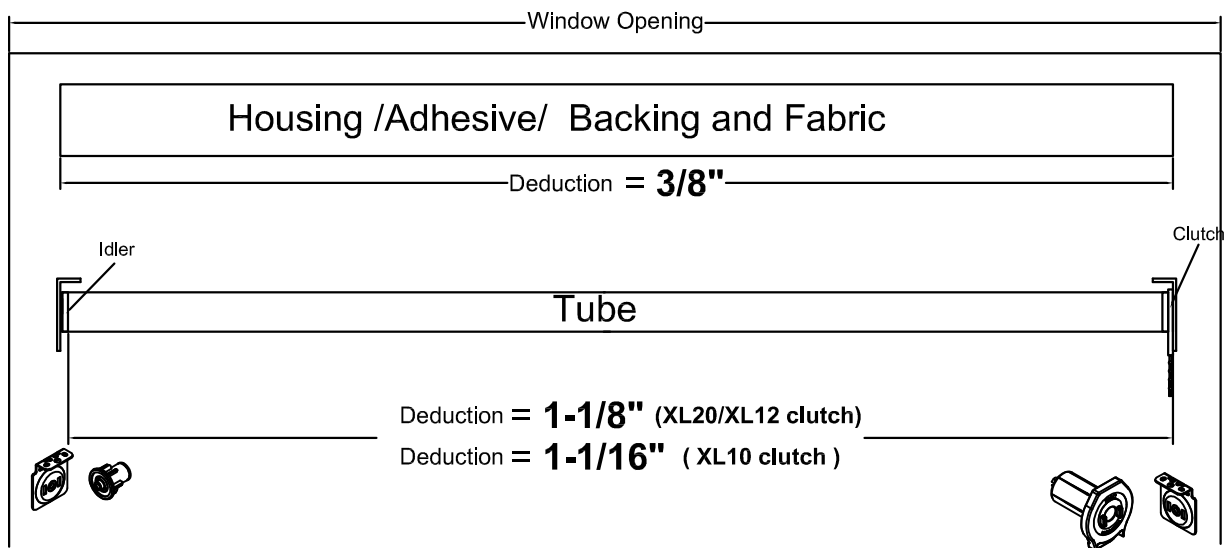 Window Opening
Housing /Adhesive/ Backing and Fabric
Deduction = 3/8"
Idler
Clutch
Tube
Deduction = 1-1/8" (XL20/XL12 clutch)
Deduction = 1-1/16" ( XL10 clutch )